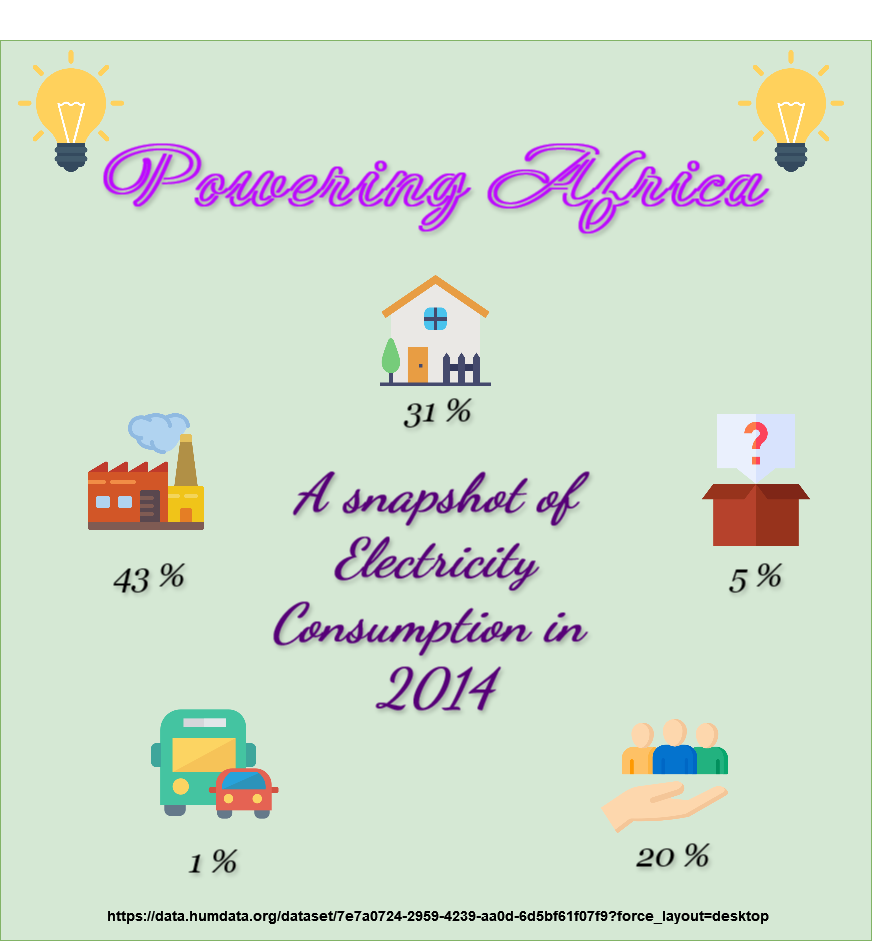 Powering Africa
31 %
?
43 %
A snapshot of
Electricity
Consumption in
2014
5 %
1 %
20 %
https://data.humdata.org/dataset/7e7a0724-2959-4239-aa0d-6d5bf61f07f9?force_layout=desktop